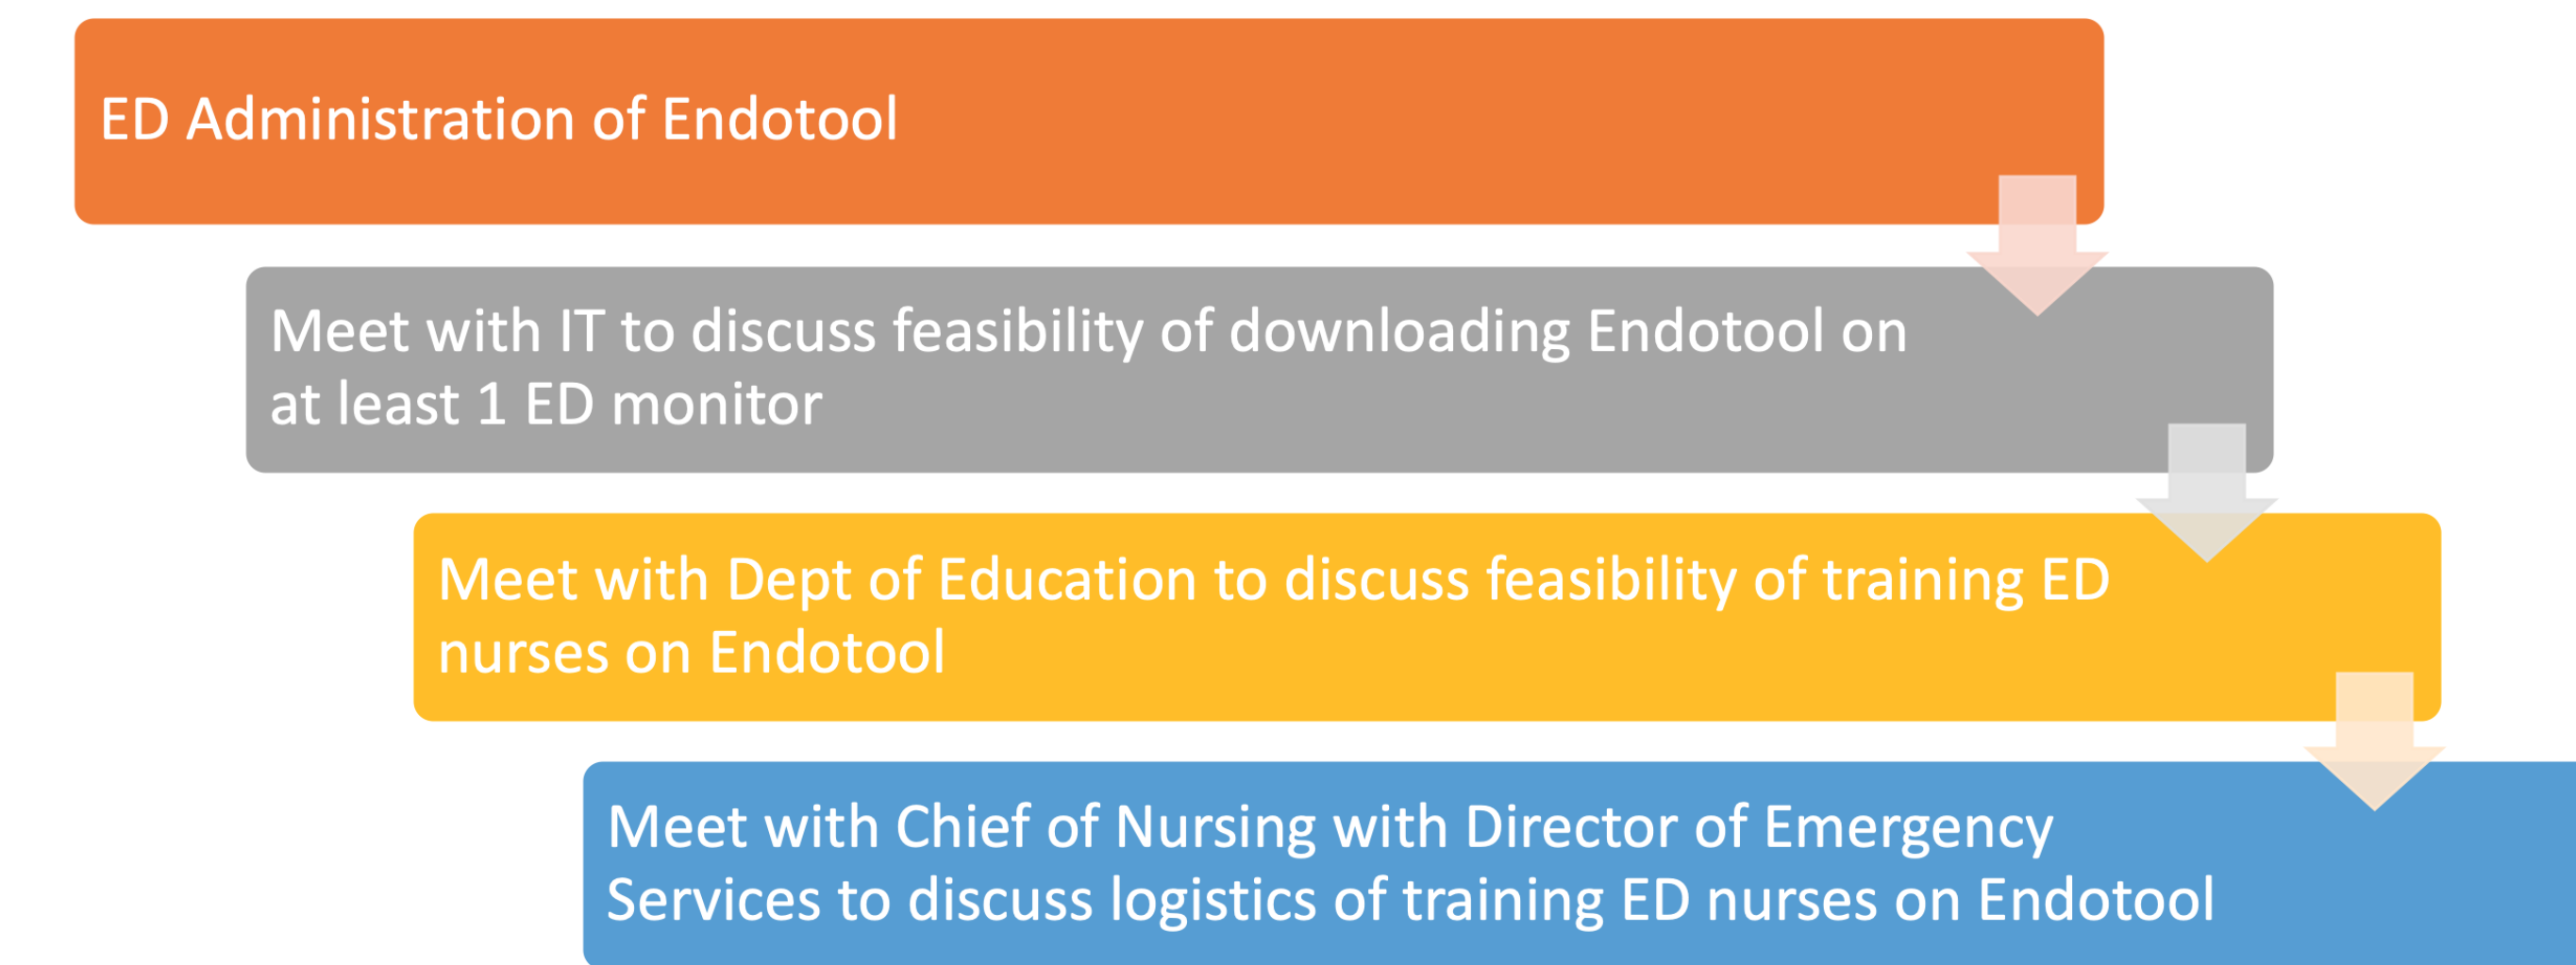 ED Administration of Endotool
Meet with IT to discuss feasibility of downloading Endotool on
at least 1 ED monitor
Meet with Dept of Education to discuss feasibility of training ED
nurses on Endotool
Meet with Chief of Nursing with Director of Emergency
Services to discuss logistics of training ED nurses on Endotool